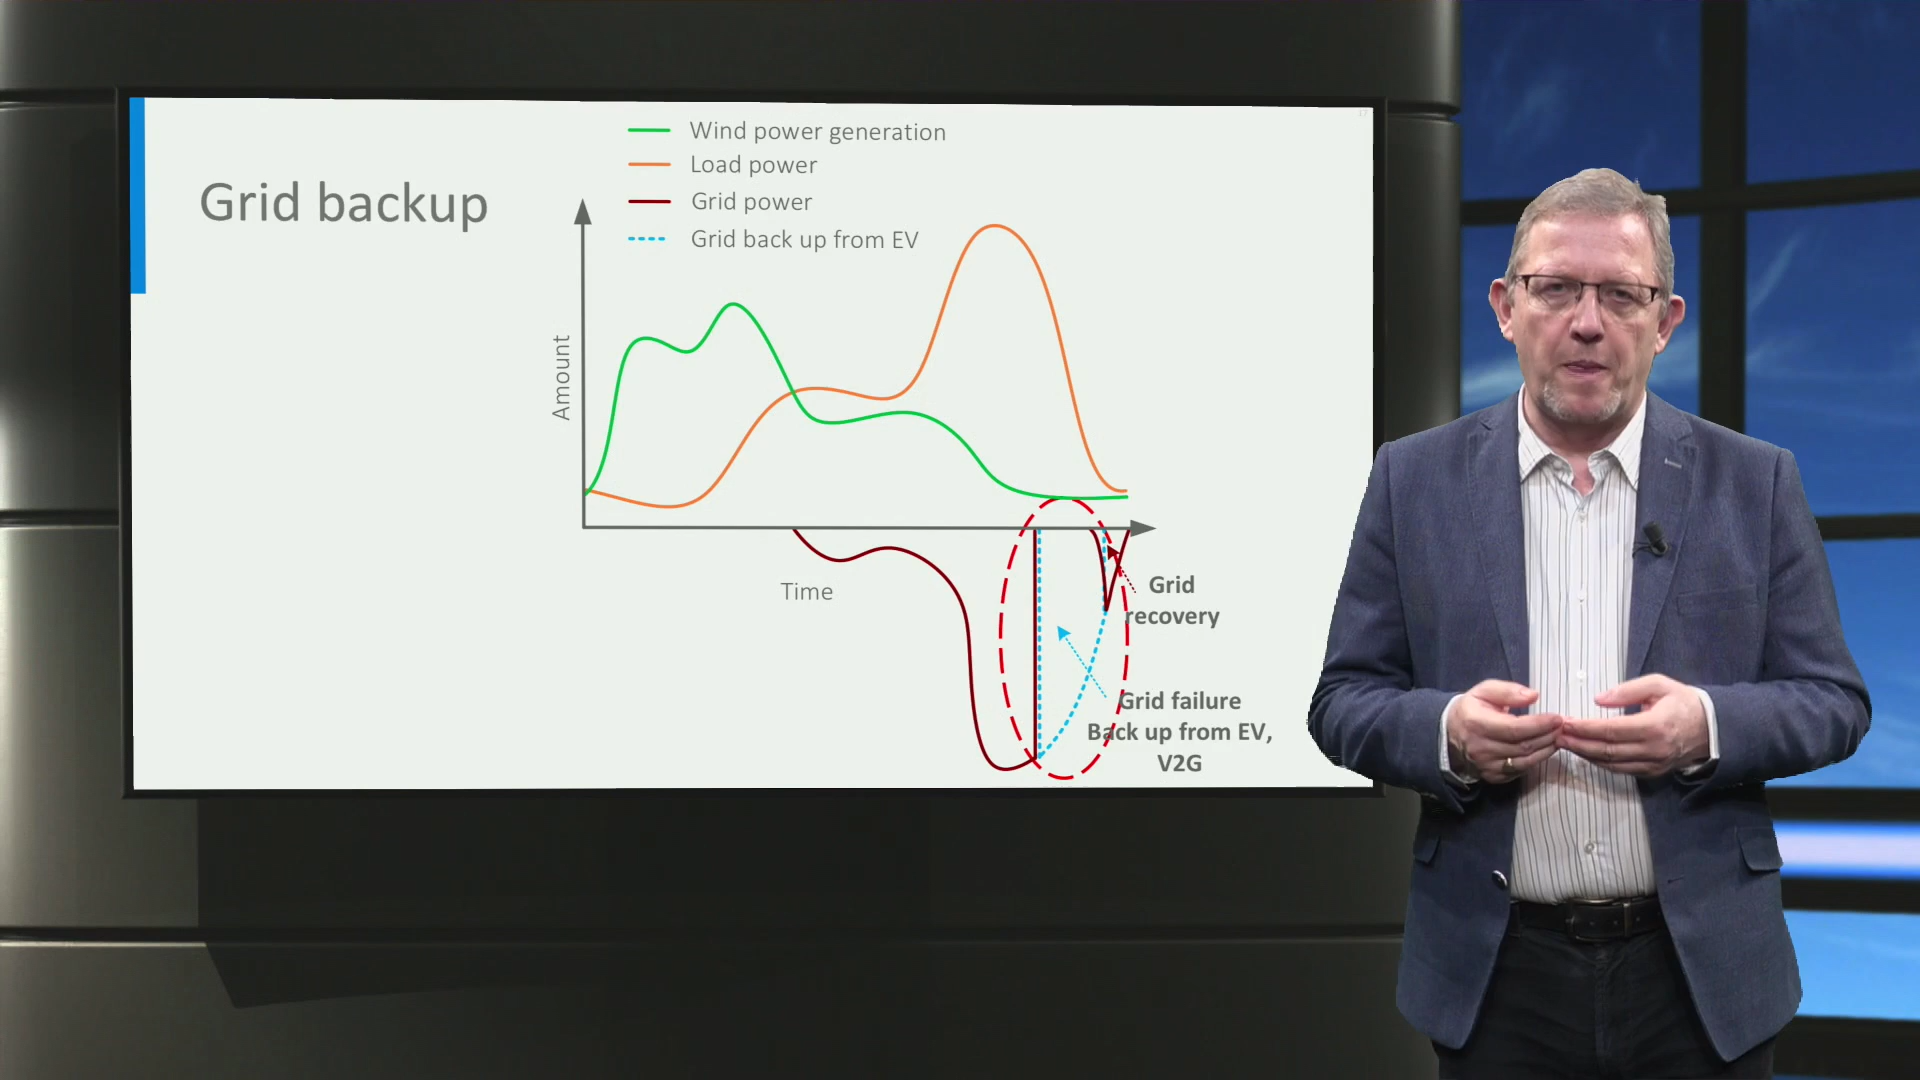 Grid backup
Wind power generation
Load power
Grid power
Grid back up from EV
Amount
Time
Grid
recovery
Grid failure
Back up from EV,
V2G